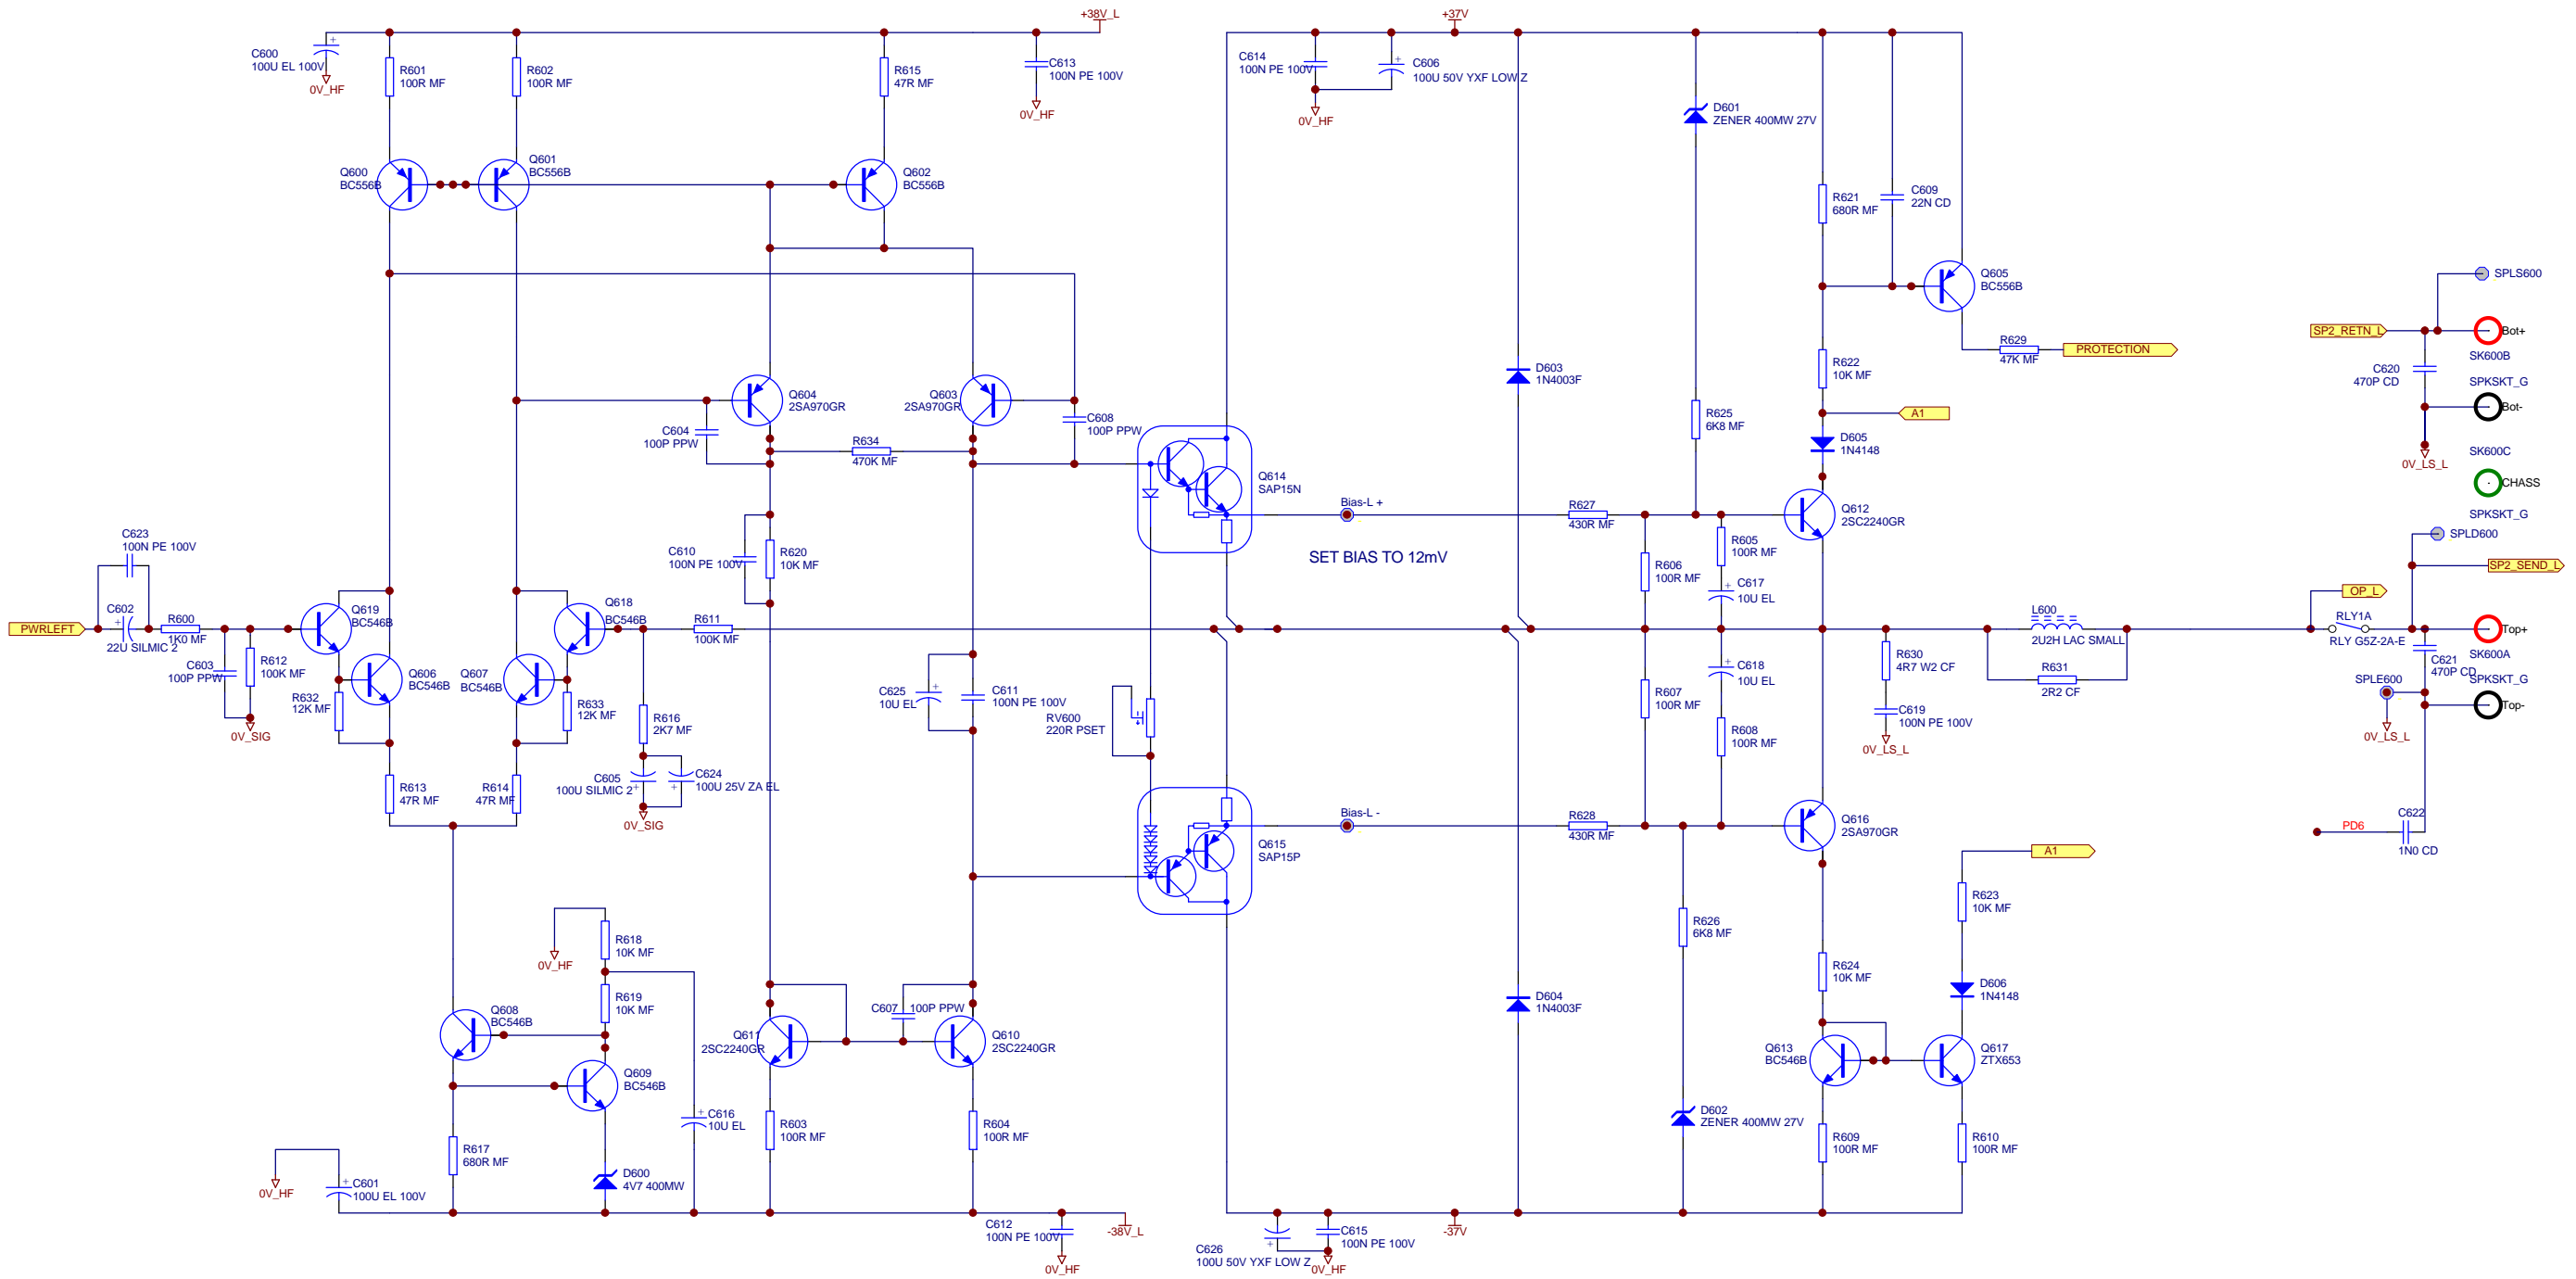 +38V_L
+37V
C600
100U EL 100V
0V_HF
R601
100R MF
R602
100R MF
R615
47R MF
C613
100N PE 100V
0V_HF
C614
100N PE 100V
0V_HF
C606
100U 50V YXF LOW Z
D601
ZENER 400MW 27V
Q600
BC556B
Q601
BC556B
Q602
BC556B
R621
680R MF
C609
22N CD
Q605
BC556B
SPLS600
SP2_RETN_L
Bot+
SK600B
R629
47K MF
PROTECTION
R622
10K MF
D603
1N4003F
C620
470P CD
SPKSKT_G
Bot-
Q604
2SA970GR
Q603
2SA970GR
C604
100P PPW
R634
470K MF
C608
100P PPW
R625
6K8 MF
A1
D605
1N4148
0V_LS_L
SK600C
CHASS
SPKSKT_G
Q614
SAP15N
Bias-L +
R627
430R MF
Q612
2SC2240GR
SPLD600
SP2_SEND_L
C623
100N PE 100V
C610
100N PE 100V
R620
10K MF
SET BIAS TO 12mV
R605
100R MF
R606
100R MF
C617
10U EL
OP_L
PWRLEFT
C602
22U SILMIC 2
R600
1K0 MF
Q619
BC546B
Q618
BC546B
R611
100K MF
L600
2U2H LAC SMALL
RLY1A
RLY G5Z-2A-E
Top+
SK600A
C603
100P PPW
R612
100K MF
0V_SIG
R632
12K MF
Q606
BC546B
Q607
BC546B
R633
12K MF
R616
2K7 MF
C625
10U EL
C611
100N PE 100V
RV600
220R PSET
R607
100R MF
C618
10U EL
R608
100R MF
R630
4R7 W2 CF
C619
100N PE 100V
0V_LS_L
R631
2R2 CF
C621
470P CD
SPKSKT_G
SPLE600
Top-
0V_LS_L
R613
47R MF
R614
47R MF
C605
100U SILMIC 2
C624
100U 25V ZA EL
0V_SIG
Q615
SAP15P
Bias-L -
R628
430R MF
Q616
2SA970GR
C622
1N0 CD
PD6
A1
R618
10K MF
0V_HF
R619
10K MF
R626
6K8 MF
R623
10K MF
R624
10K MF
D606
1N4148
Q608
BC546B
Q609
BC546B
C607
100P PPW
Q611
2SC2240GR
Q610
2SC2240GR
D604
1N4003F
Q613
BC546B
Q617
ZTX653
C616
10U EL
R603
100R MF
R604
100R MF
D602
ZENER 400MW 27V
R609
100R MF
R610
100R MF
R617
680R MF
D600
4V7 400MW
0V_HF
C601
100U EL 100V
C612
100N PE 100V
0V_HF
-38V_L
C626
100U 50V YXF LOW Z
C615
100N PE 100V
0V_HF
-37V